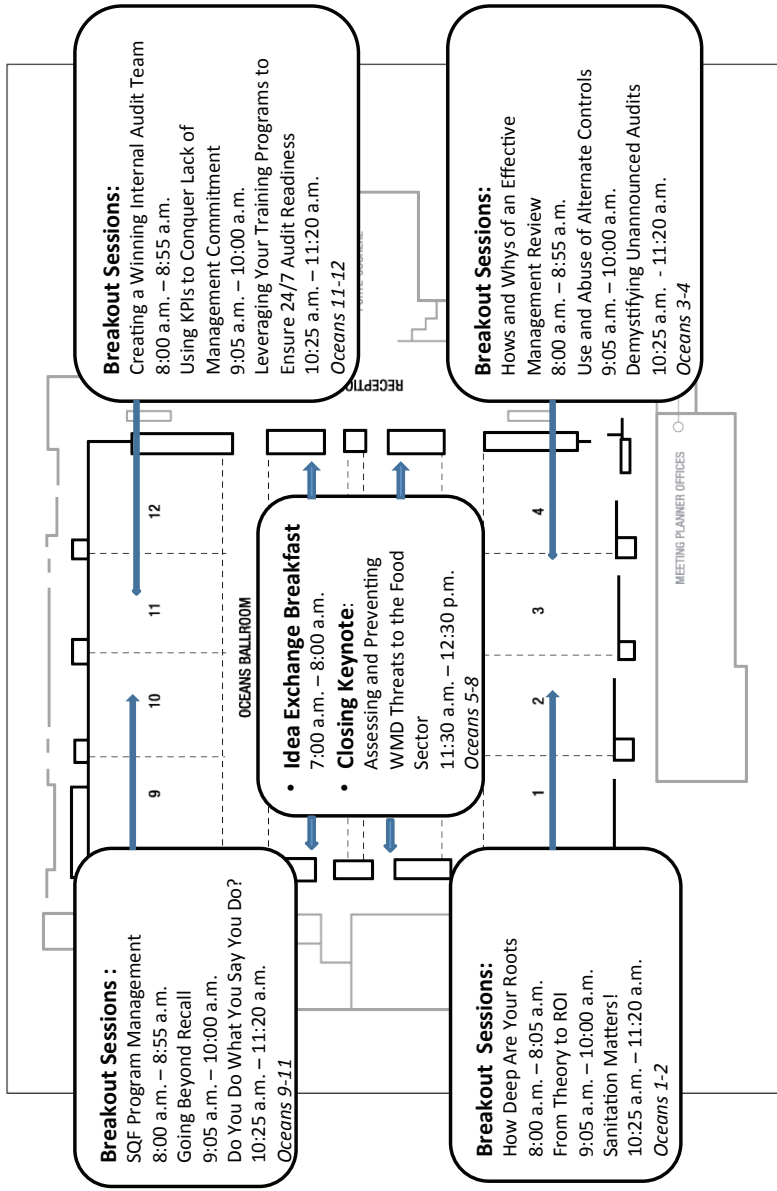 Breakout Sessions :
SQF Program Management
8:00 a.m. – 8:55 a.m.
Going Beyond Recall
9:05 a.m. – 10:00 a.m.
Do You Do What You Say You Do?
10:25 a.m. – 11:20 a.m.
Oceans 9-11
Breakout Sessions:
Creating a Winning Internal Audit Team
8:00 a.m. – 8:55 a.m.
Using KPIs to Conquer Lack of
Management Commitment
9:05 a.m. – 10:00 a.m.
Leveraging Your Training Programs to
Ensure 24/7 Audit Readiness
10:25 a.m. – 11:20 a.m.
Oceans 11-12
9
10
11
12
OCEANS BALLROOM
• Idea Exchange Breakfast
7:00 a.m. – 8:00 a.m.
• Closing Keynote:
Assessing and Preventing
WMD Threats to the Food
Sector
11:30 a.m. – 12:30 p.m.
Oceans 5-8
1
2
3
4
Breakout Sessions:
How Deep Are Your Roots
8:00 a.m. – 8:05 a.m.
From Theory to ROI
9:05 a.m. – 10:00 a.m.
Sanitation Matters!
10:25 a.m. – 11:20 a.m.
Oceans 1-2
Breakout Sessions:
Hows and Whys of an Effective
Management Review
8:00 a.m. – 8:55 a.m.
Use and Abuse of Alternate Controls
9:05 a.m. – 10:00 a.m.
Demystifying Unannounced Audits
10:25 a.m. - 11:20 a.m.
Oceans 3-4
MEETING PLANNER OFFICES